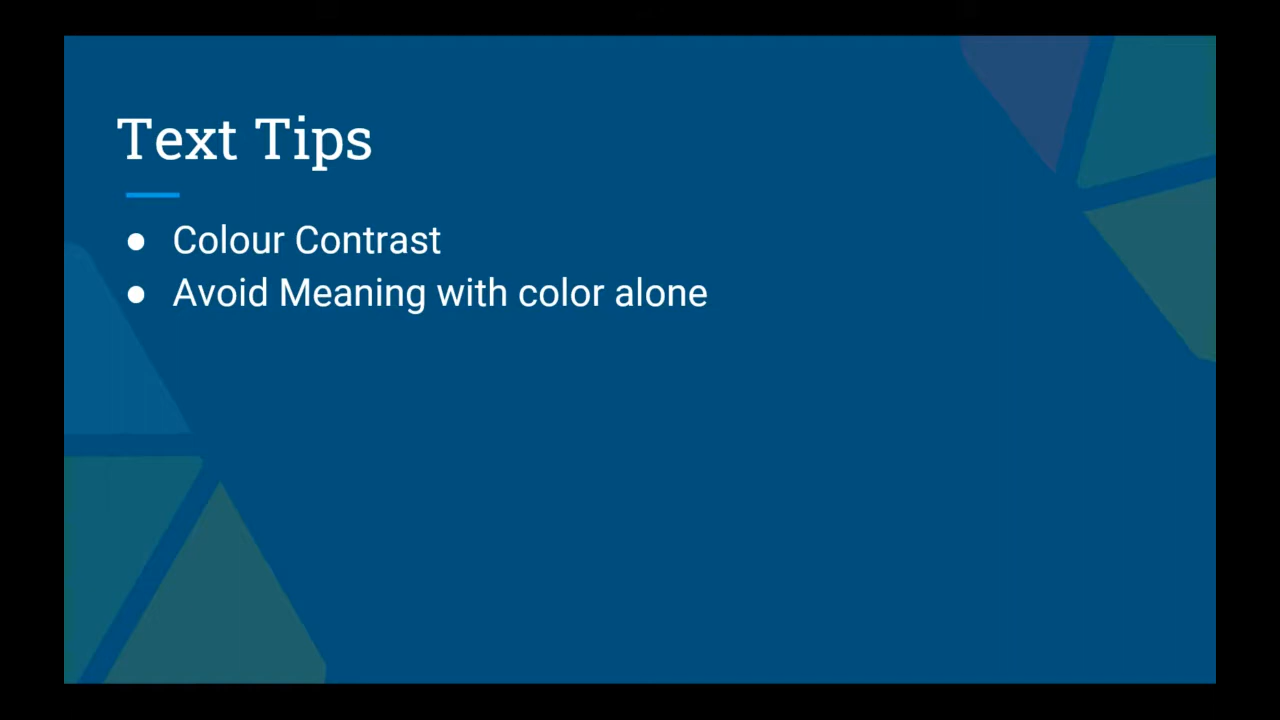 Text Tips
● Colour Contrast
● Avoid Meaning with color alone